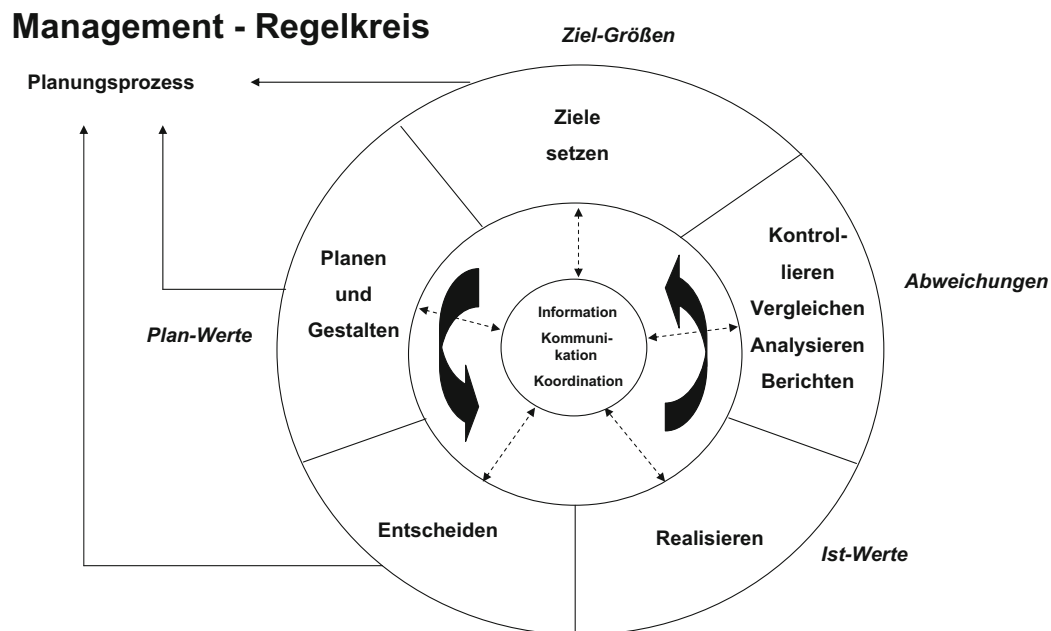 Management - Regelkreis
Ziel-Größen
Planungsprozess
Ziele
setzen
Kontrol-
lieren
Vergleichen
Analysieren
Berichten
Abweichungen
Planen
und
Gestalten
Plan-Werte
Information
Kommuni-
kation
Koordination
Entscheiden
Realisieren
Ist-Werte